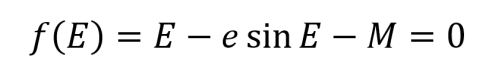 f(E) = E − e sin E − M = 0